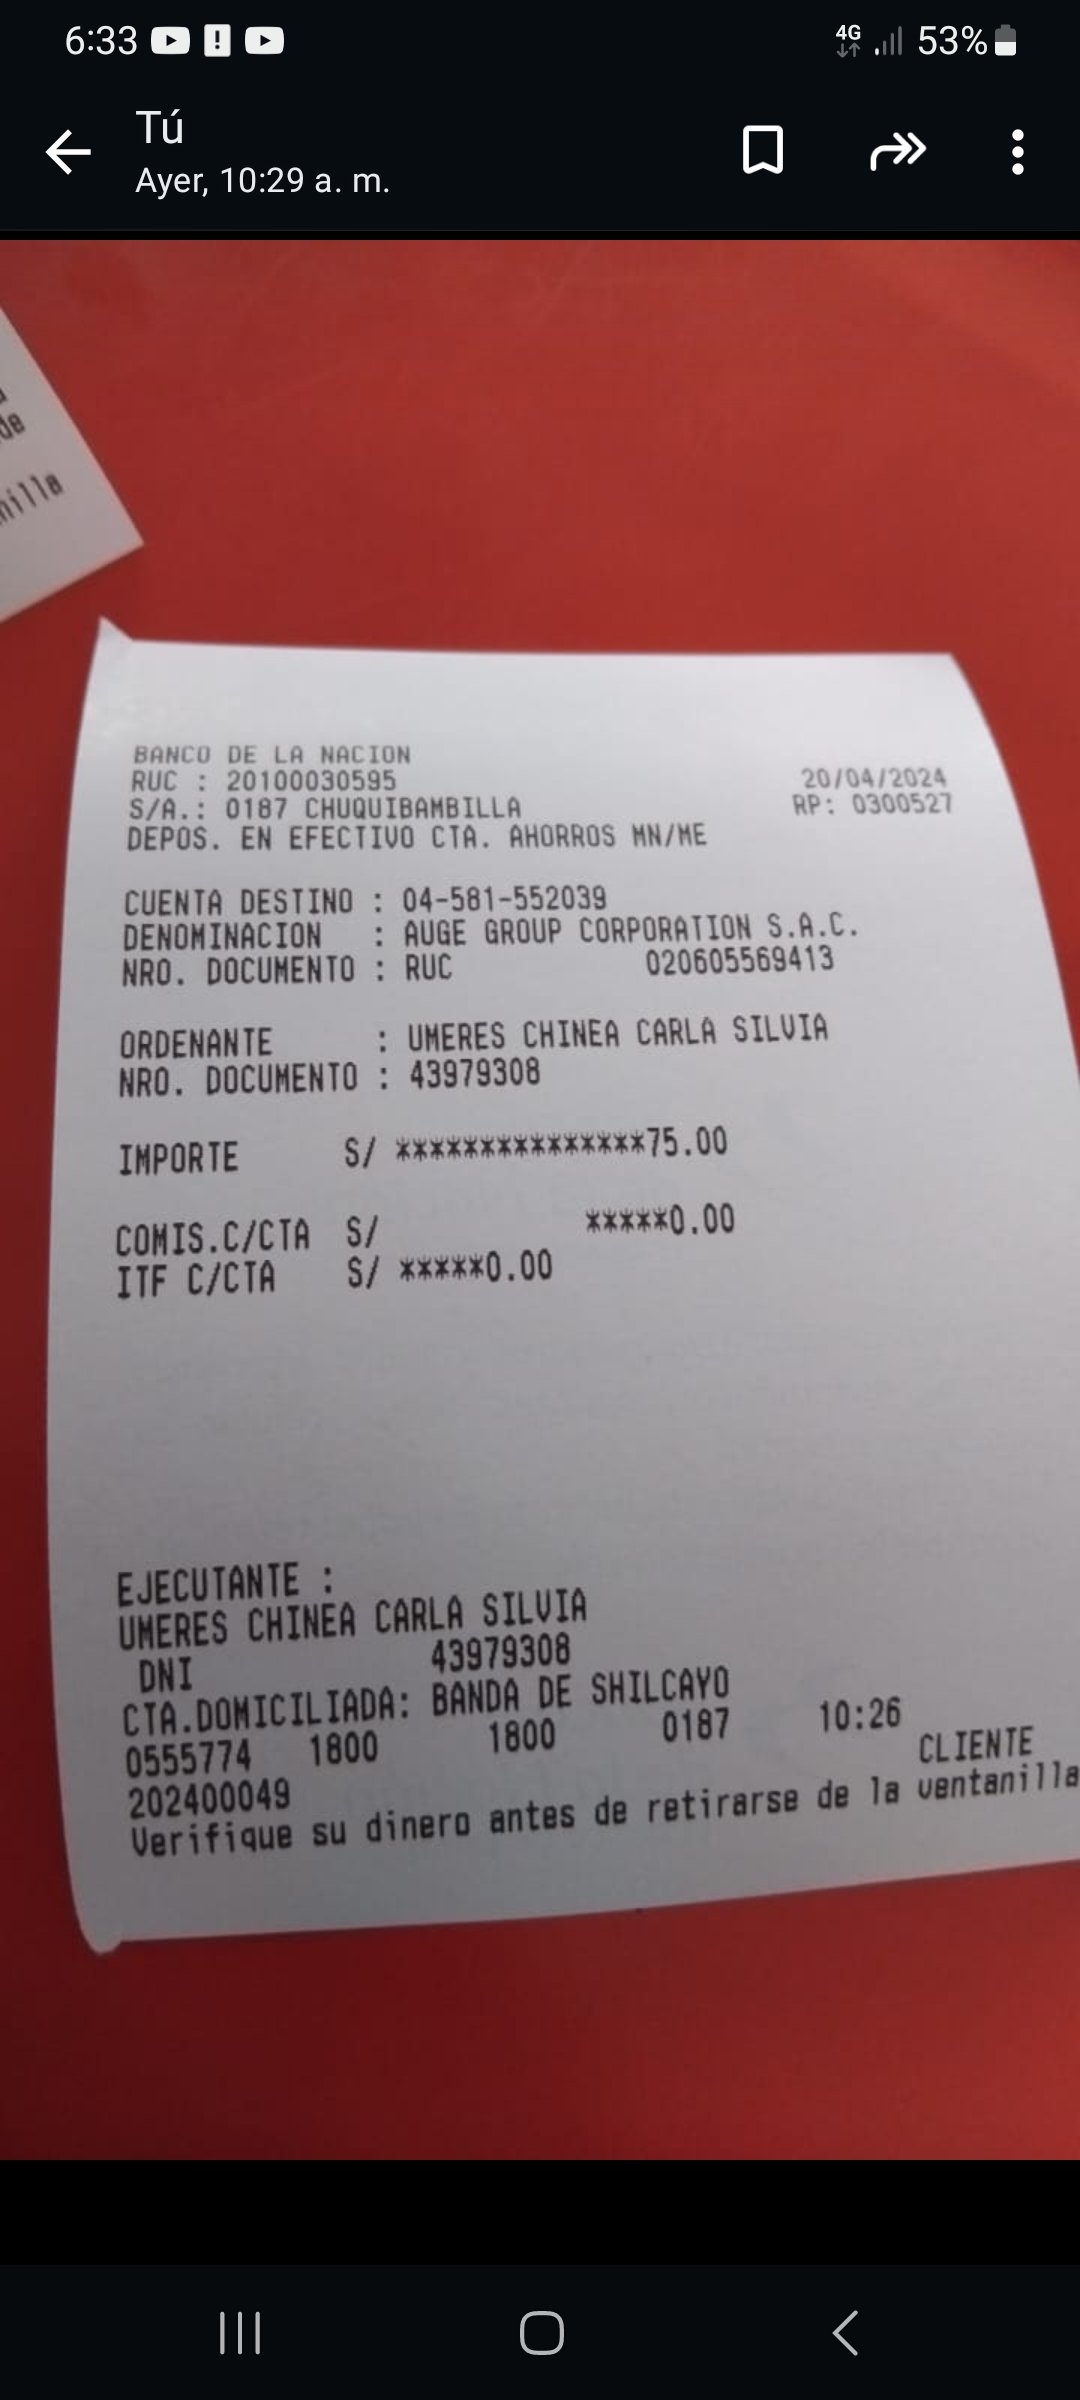 6:33
4G 53%
Tú
Ayer, 10:29 a. m.
de
nilla
BANCO DE LA NACION
RUC : 20100030595 20/04/2024
S/A.: 0187 CHUQUIBAMBILLA RP: 0300527
DEPOS. EN EFECTIVO CTA. AHORROS MN/ME
CUENTA DESTINO : 04-581-552039
DENOMINACION : AUGE GROUP CORPORATION S.A.C.
NRO. DOCUMENTO : RUC 020605569413
ORDENANTE : UMERES CHINEA CARLA SILVIA
NRO. DOCUMENTO : 43979308
IMPORTE S/ ***************75.00
COMIS.C/CTA S/ *****0.00
ITF C/CTA S/ *****0.00
EJECUTANTE :
UMERES CHINEA CARLA SILVIA
DNI 43979308
CTA.DOMICILIADA: BANDA DE SHILCAYO
0555774 1800 1800 0187 10:26
202400049 CLIENTE
Verifique su dinero antes de retirarse de la ventanilla